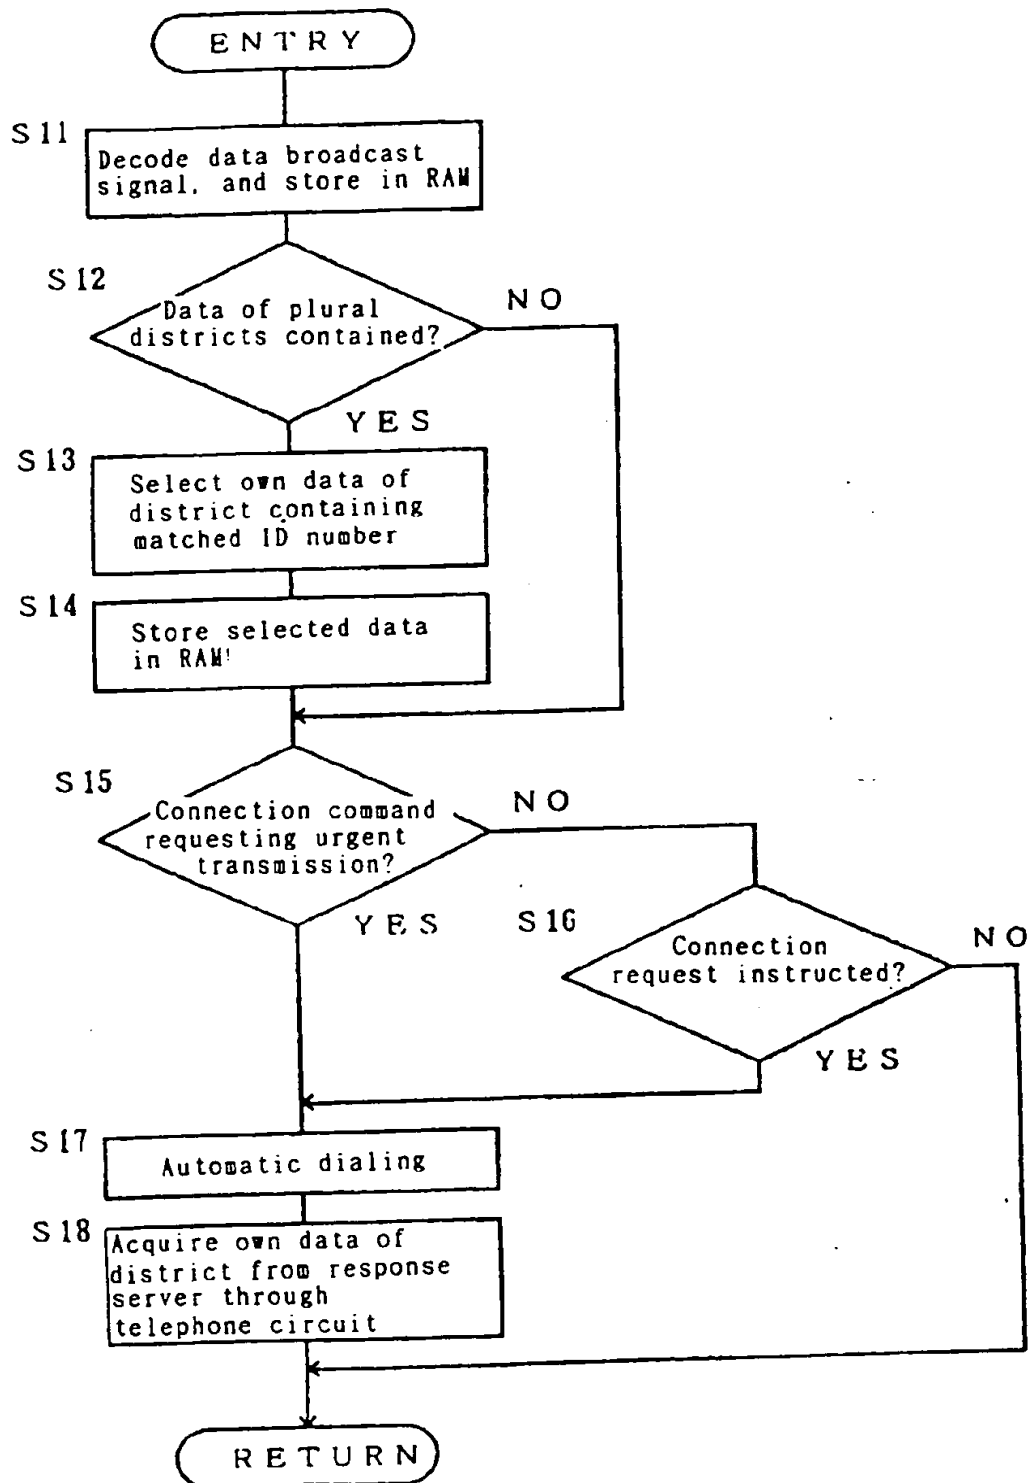 ENTRY
S11
Decode data broadcast
signal, and store in RAM
S12
Data of plural
districts contained?
NO
YES
S13
Select own data of
district containing
matched ID number
S14
Store selected data
in RAM!
S15
Connection command
requesting urgent
transmission?
NO
YES
S16
Connection
request instructed?
NO
YES
S17
Automatic dialing
S18
Acquire own data of
district from response
server through
telephone circuit
RETURN